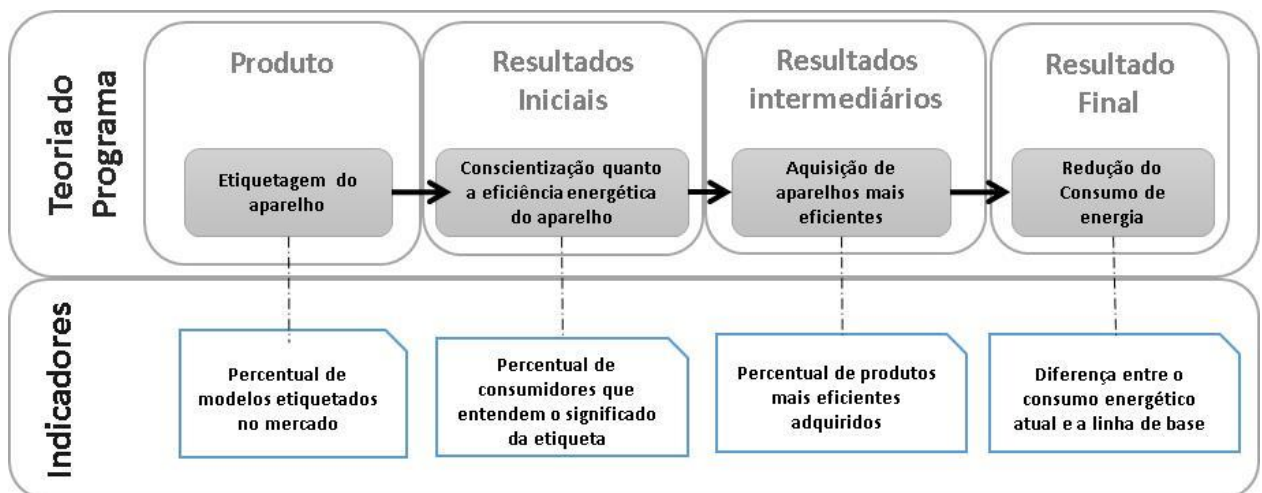 Teoria do
Programa
Produto
Resultados
Iniciais
Resultados
intermediários
Resultado
Final
Etiquetagem do
aparelho
Conscientização quanto
a eficiência energética
do aparelho
Aquisição de
aparelhos mais
eficientes
Redução do
Consumo de
energia
Indicadores
Percentual de
modelos etiquetados
no mercado
Percentual de
consumidores que
entendem o significado
da etiqueta
Percentual de produtos
mais eficientes
adquiridos
Diferença entre o
consumo energético
atual e a linha de base